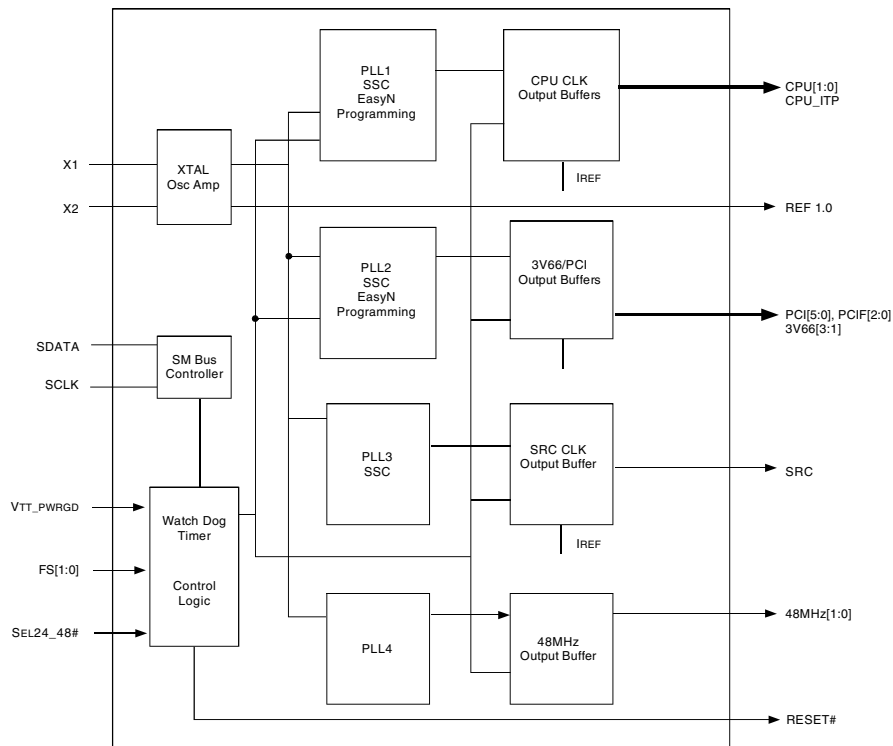 PLL1
SSC
EasyN
Programming
CPU CLK
Output Buffers
CPU[1:0]
CPU_ITP
X1
XTAL
Osc Amp
IREF
X2
REF 1.0
PLL2
SSC
EasyN
Programming
3V66/PCI
Output Buffers
PCI[5:0], PCIF[2:0]
3V66[3:1]
SDATA
SM Bus
Controller
SCLK
PLL3
SSC
SRC CLK
Output Buffer
SRC
VTT_PWRGD
Watch Dog
Timer
IREF
FS[1:0]
Control
Logic
48MHz[1:0]
SEL24_48#
PLL4
48MHz
Output Buffer
RESET#